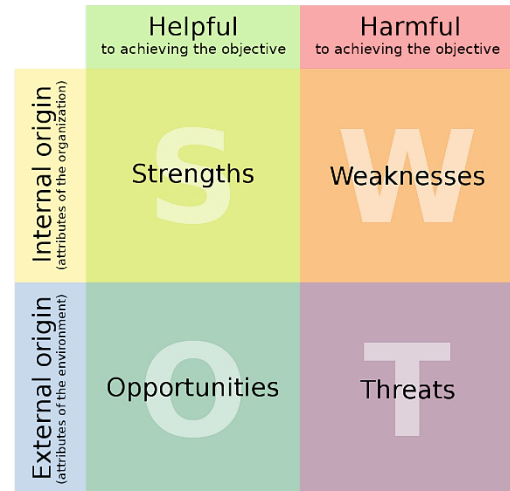 Helpful
to achieving the objective
Harmful
to achieving the objective
Internal origin
(attributes of the organization)
S
Strengths
W
Weaknesses
External origin
(attributes of the environment)
O
Opportunities
T
Threats